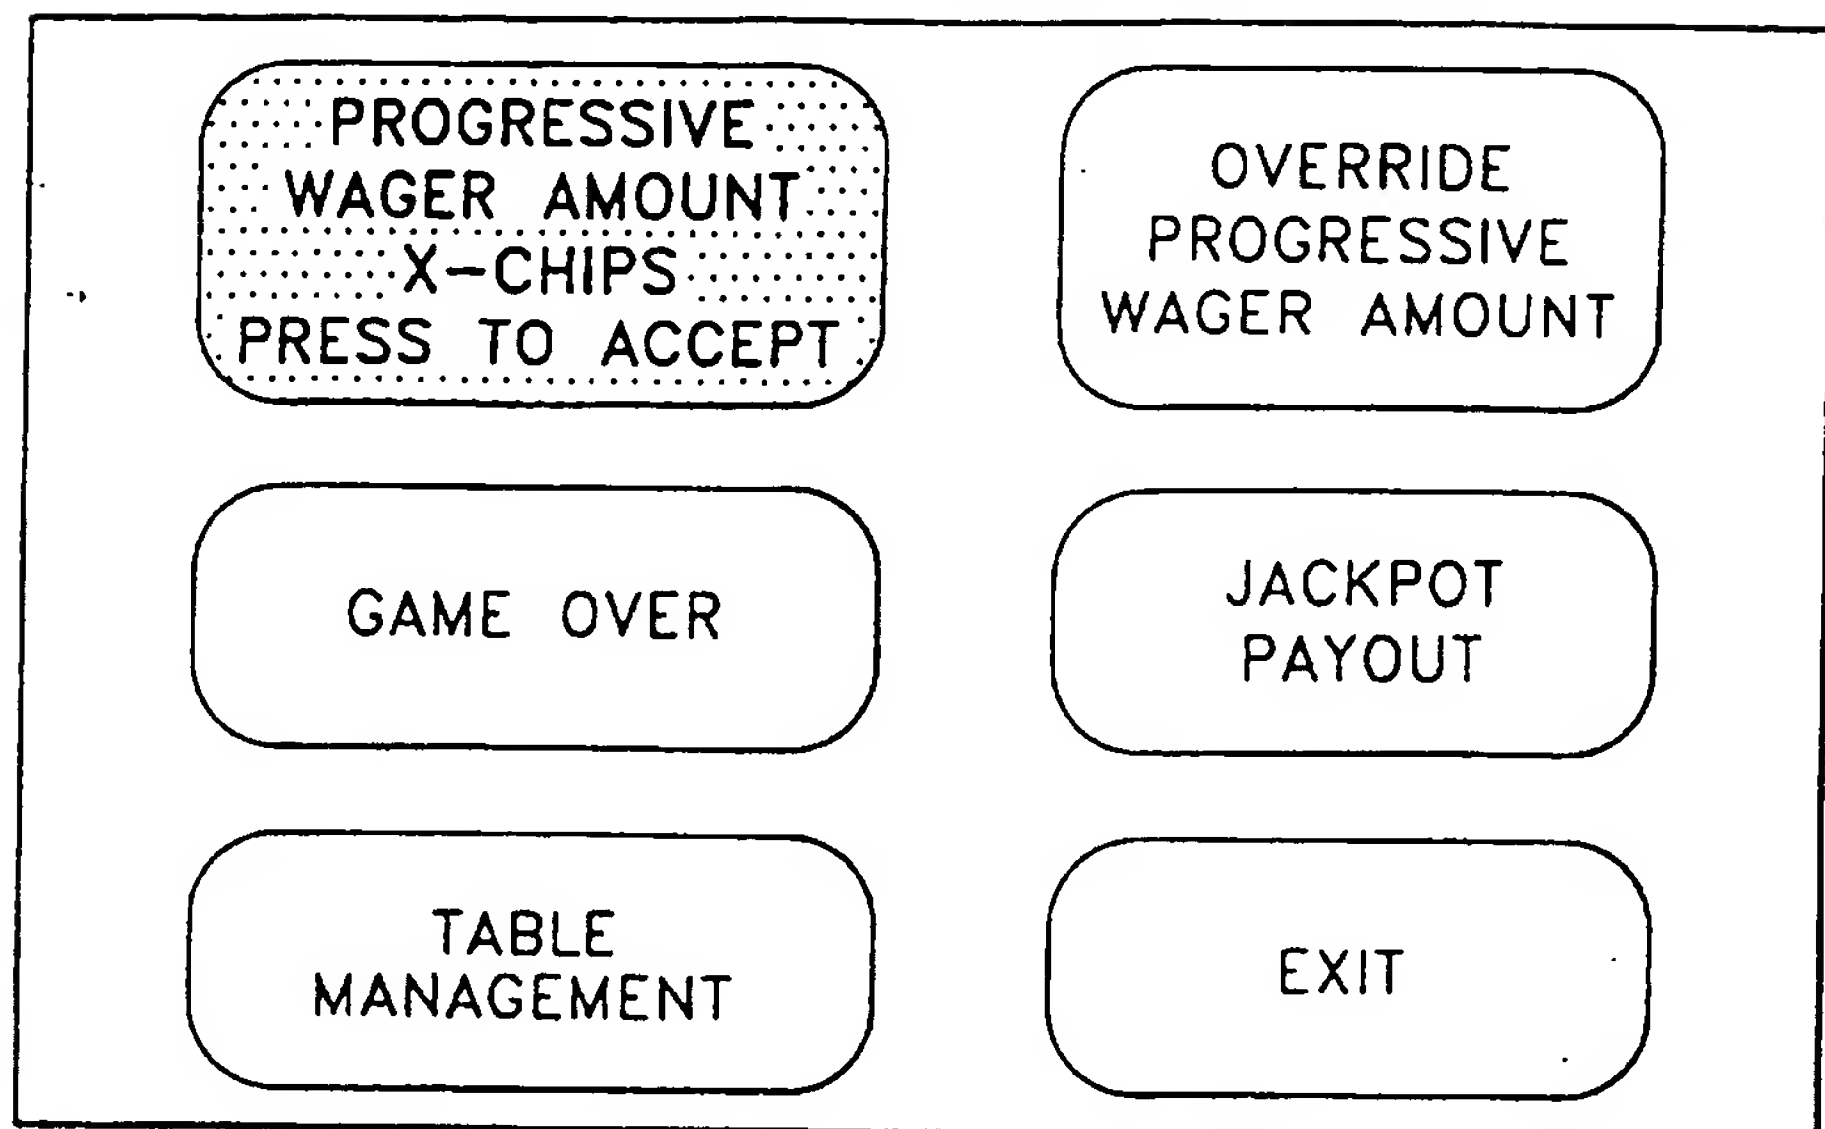 PROGRESSIVE
WAGER AMOUNT
X-CHIPS
PRESS TO ACCEPT
OVERRIDE
PROGRESSIVE
WAGER AMOUNT
GAME OVER
JACKPOT
PAYOUT
TABLE
MANAGEMENT
EXIT